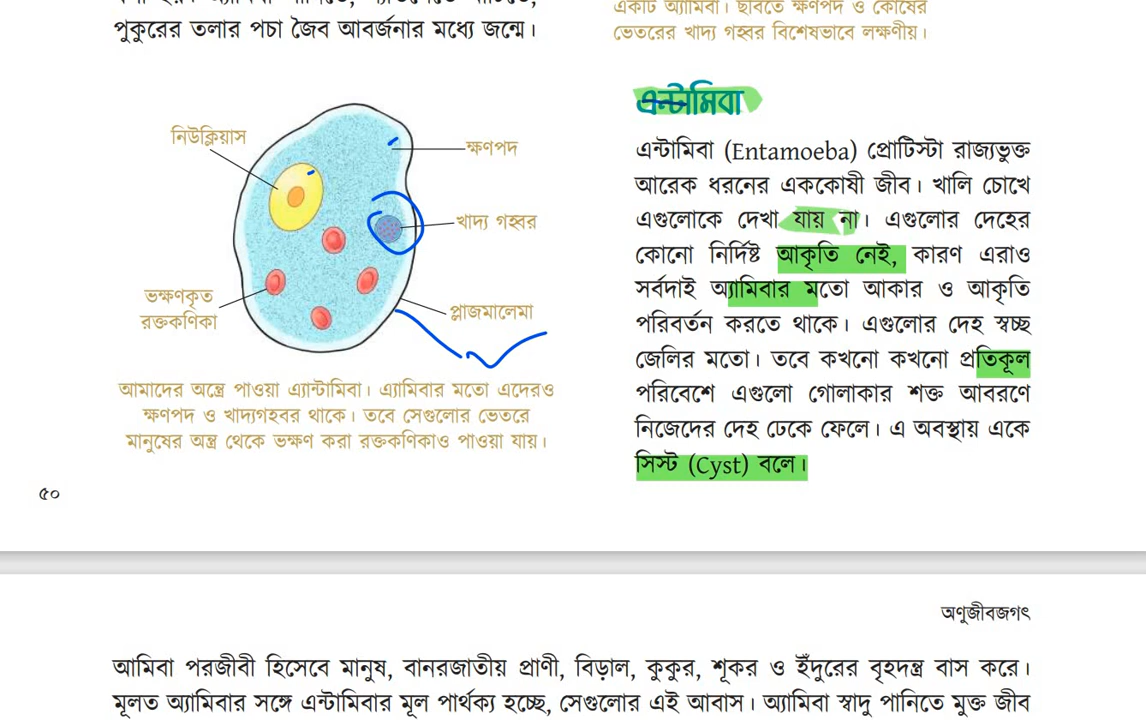 পুকুরের তলার পচা জৈব আবর্জনার মধ্যে জন্মে।
একটি অ্যামিবা। ছবিতে ক্ষণপদ ও কোষের
ভেতরের খাদ্য গহ্বর বিশেষভাবে লক্ষণীয়।
নিউক্লিয়াস
ক্ষণপদ
খাদ্য গহ্বর
ভক্ষণকৃত
রক্তকণিকা
প্লাজমালেমা
আমাদের অন্ত্রে পাওয়া এ্যান্টামিবা। এ্যামিবার মতো এদেরও
ক্ষণপদ ও খাদ্যগহবর থাকে। তবে সেগুলোর ভেতরে
মানুষের অন্ত্র থেকে ভক্ষণ করা রক্তকণিকাও পাওয়া যায়।
৫০
এন্টামিবা
এন্টামিবা (Entamoeba) প্রোটিস্টা রাজ্যভুক্ত
আরেক ধরনের এককোষী জীব। খালি চোখে
এগুলোকে দেখা যায় না। এগুলোর দেহের
কোনো নির্দিষ্ট আকৃতি নেই, কারণ এরাও
সর্বদাই অ্যামিবার মতো আকার ও আকৃতি
পরিবর্তন করতে থাকে। এগুলোর দেহ স্বচ্ছ
জেলির মতো। তবে কখনো কখনো প্রতিকূল
পরিবেশে এগুলো গোলাকার শক্ত আবরণে
নিজেদের দেহ ঢেকে ফেলে। এ অবস্থায় একে
সিস্ট (Cyst) বলে।
অণুজীবজগৎ
আমিবা পরজীবী হিসেবে মানুষ, বানরজাতীয় প্রাণী, বিড়াল, কুকুর, শূকর ও ইঁদুরের বৃহদন্ত্র বাস করে।
মূলত অ্যামিবার সঙ্গে এন্টামিবার মূল পার্থক্য হচ্ছে, সেগুলোর এই আবাস। অ্যামিবা স্বাদু পানিতে মুক্ত জীব